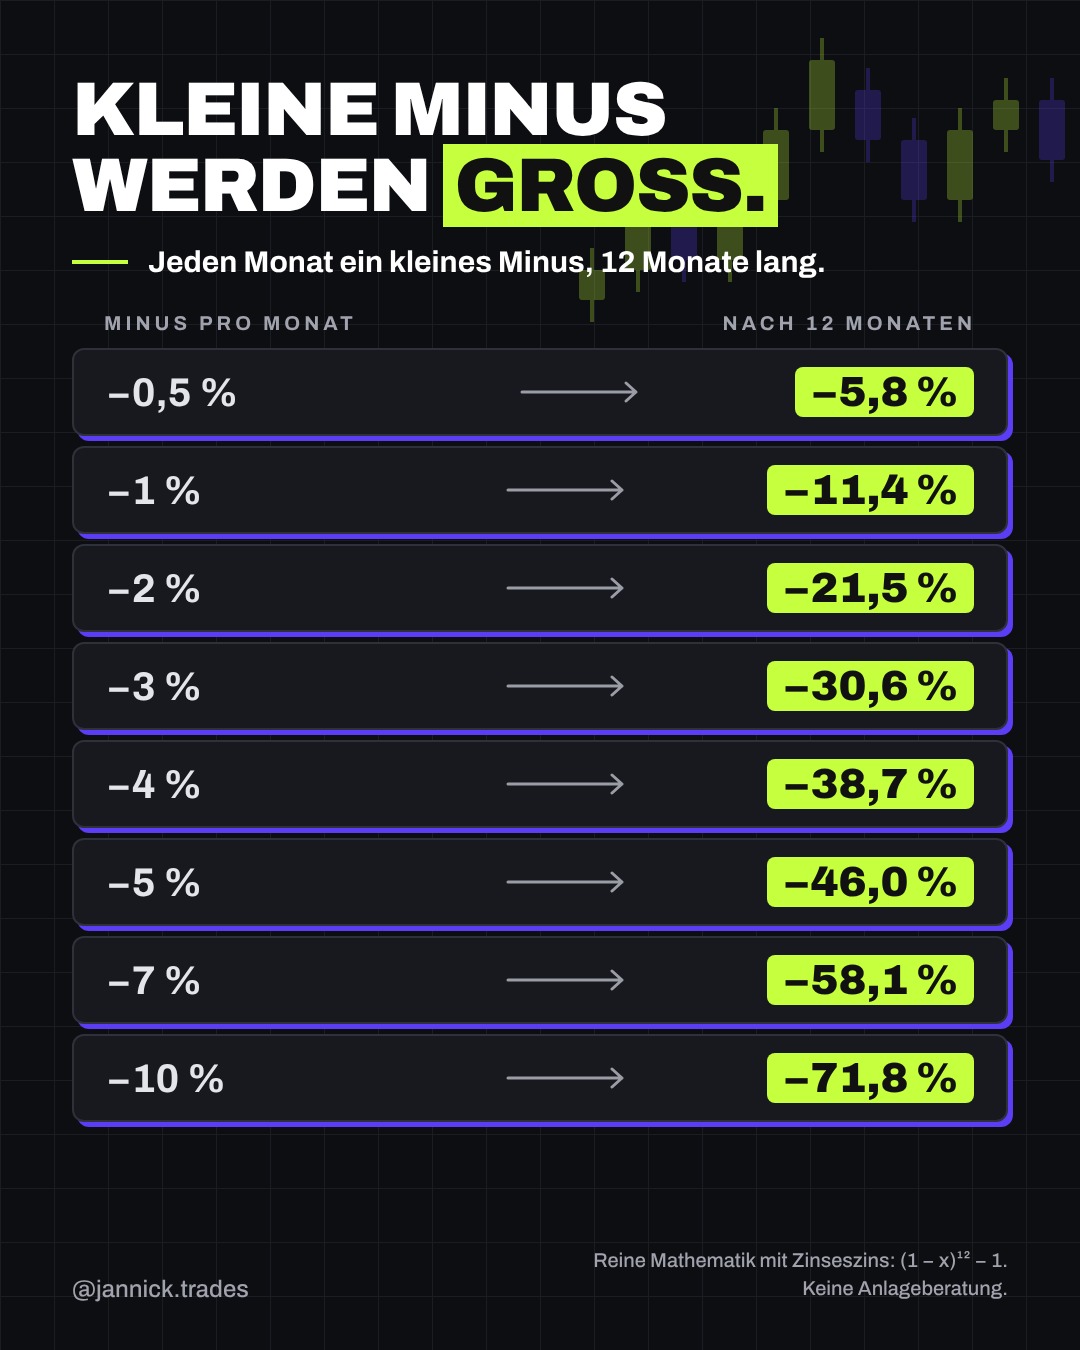 KLEINE MINUS
WERDEN GROSS.
Jeden Monat ein kleines Minus, 12 Monate lang.
MINUS PRO MONAT NACH 12 MONATEN
–0,5 % –5,8 %
–1 % –11,4 %
–2 % –21,5 %
–3 % –30,6 %
–4 % –38,7 %
–5 % –46,0 %
–7 % –58,1 %
–10 % –71,8 %
Reine Mathematik mit Zinseszins: (1 – x)¹² – 1.
@jannick.trades Keine Anlageberatung.